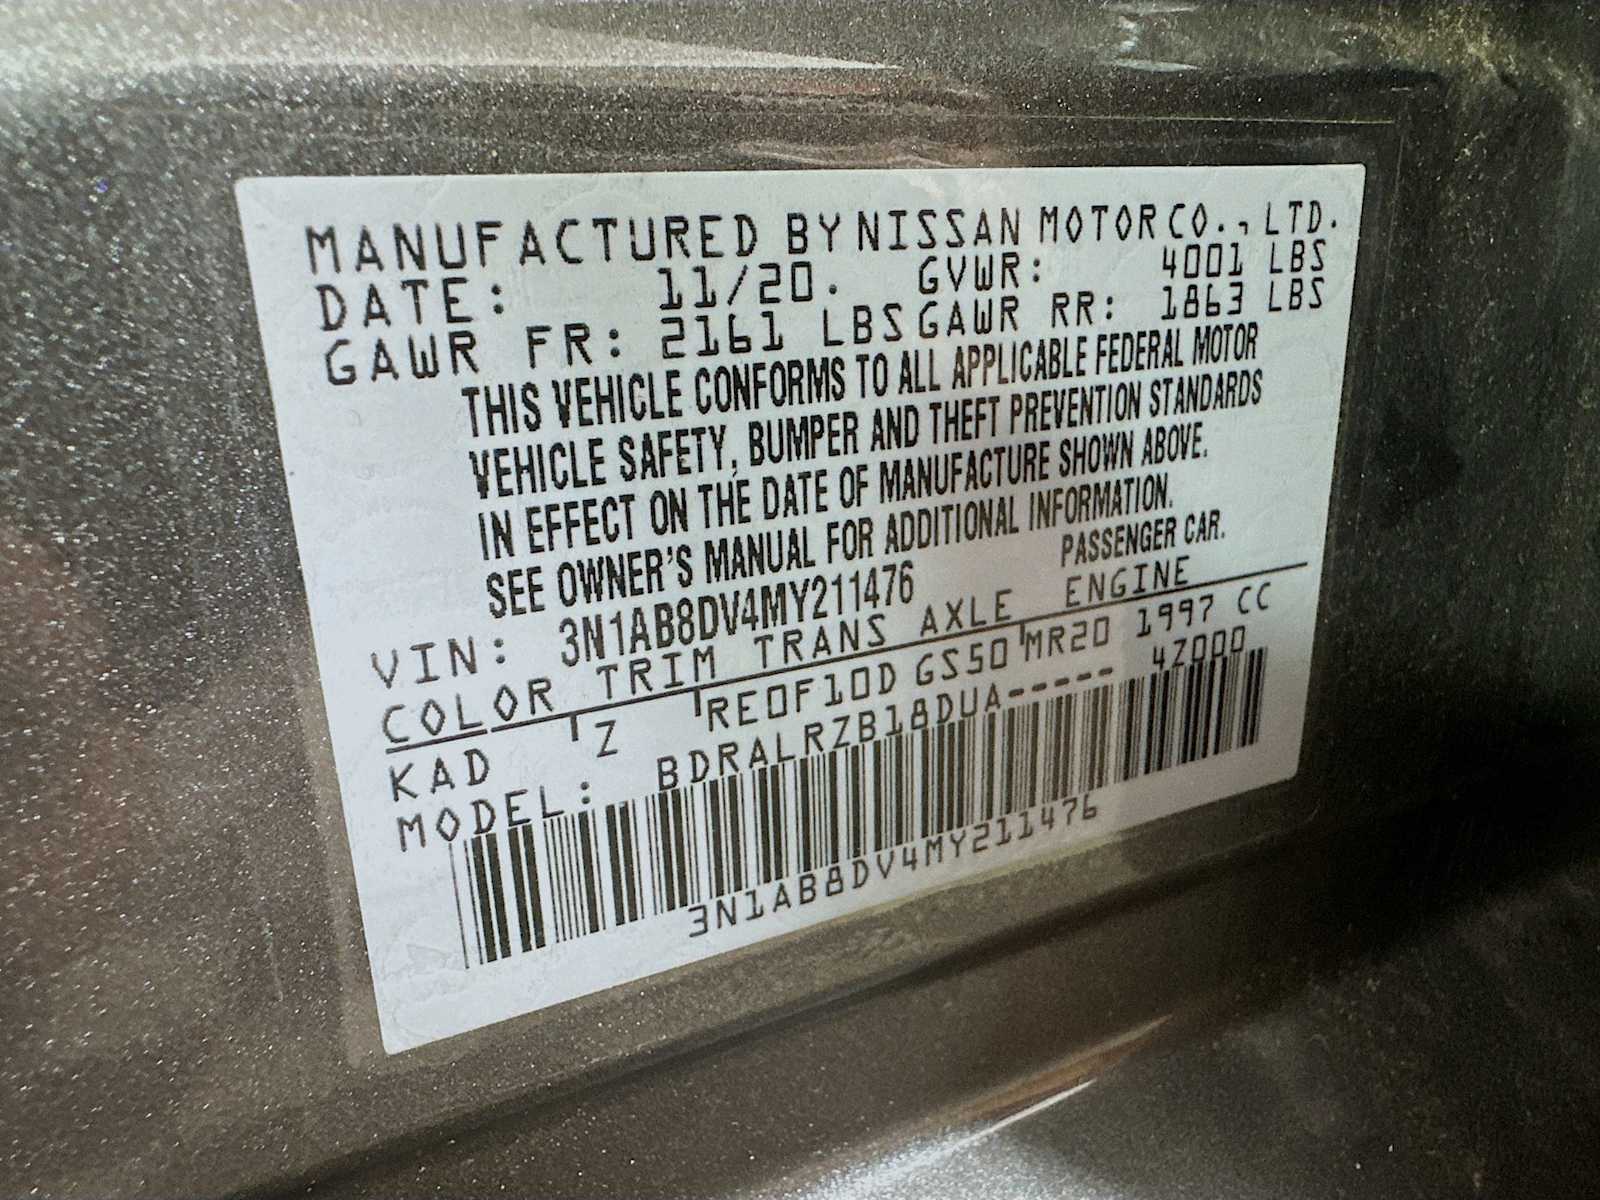 MANUFACTURED BY NISSAN MOTOR CO., LTD.
DATE: 11/20. GVWR: 4001 LBS
GAWR FR: 2161 LBS GAWR RR: 1863 LBS
THIS VEHICLE CONFORMS TO ALL APPLICABLE FEDERAL MOTOR
VEHICLE SAFETY, BUMPER AND THEFT PREVENTION STANDARDS
IN EFFECT ON THE DATE OF MANUFACTURE SHOWN ABOVE.
SEE OWNER'S MANUAL FOR ADDITIONAL INFORMATION.
VIN: 3N1AB8DV4MY211476 PASSENGER CAR.
COLOR TRIM TRANS AXLE ENGINE
KAD Z RE0F10D GS50 MR20 1997 CC
MODEL: BDRALRZB18DUA----- 4Z000
3N1AB8DV4MY211476